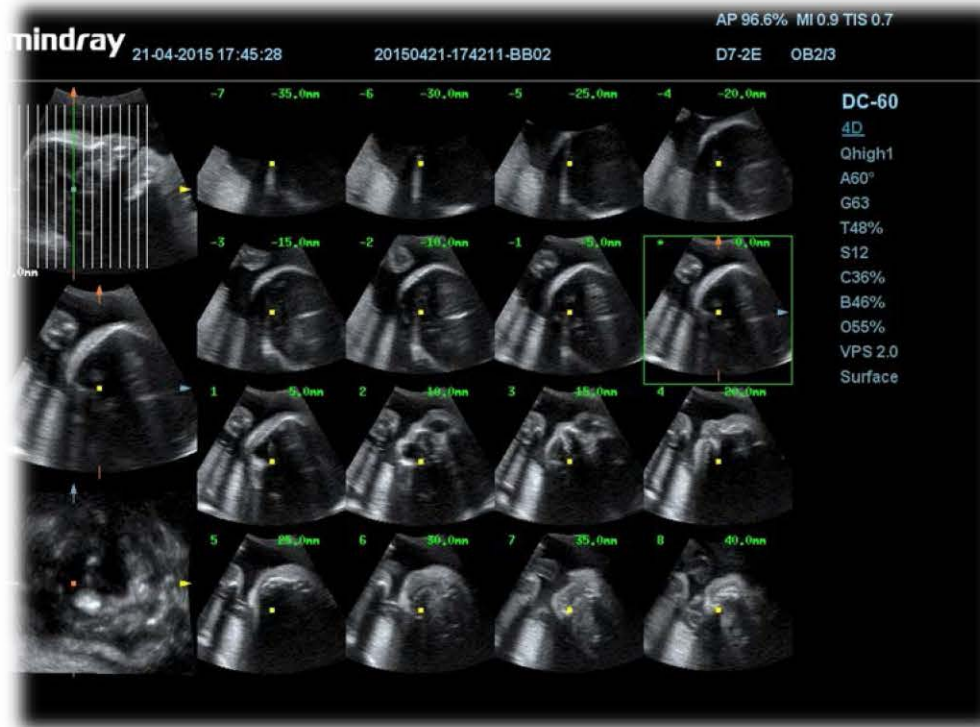 AP 96.6% MI 0.9 TIS 0.7
mindray
21-04-2015 17:45:28 20150421-174211-BB02 D7-2E OB2/3
-7 -35.0mm -6 -30.0mm -5 -25.0mm -4 -20.0mm
DC-60
4D
Qhigh1
A60°
G63
T48%
S12
C36%
B46%
O55%
VPS 2.0
Surface
-3 -15.0mm -2 -10.0mm -1 -5.0mm * -0.0mm
1 5.0mm 2 10.0mm 3 15.0mm 4 20.0mm
5 25.0mm 6 30.0mm 7 35.0mm 8 40.0mm